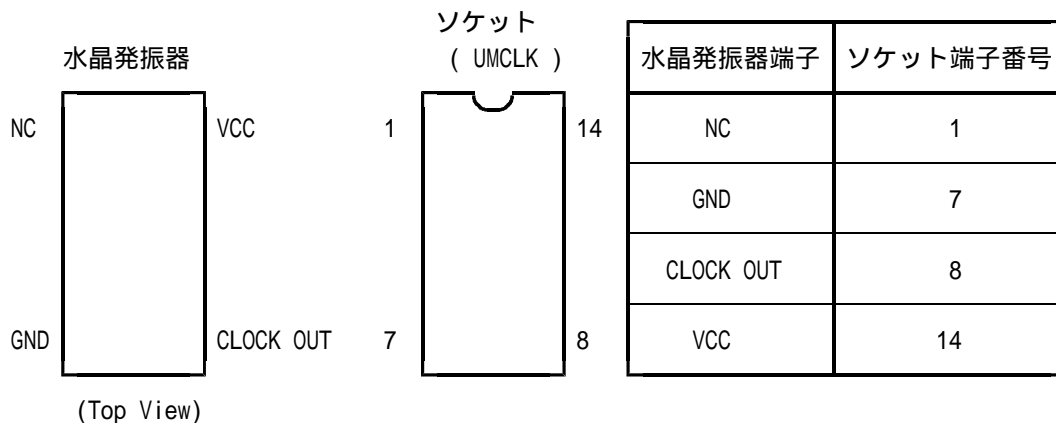 水晶発振器
NC
VCC
GND
CLOCK OUT
(Top View)
ソケット
( UMCLK )
1
14
7
8
水晶発振器端子 ソケット端子番号
NC 1
GND 7
CLOCK OUT 8
VCC 14